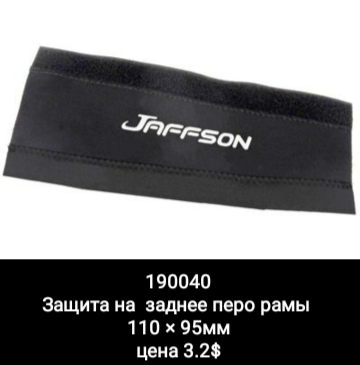 JAFFSON
190040
Защита на заднее перо рамы
110 × 95мм
цена 3.2$